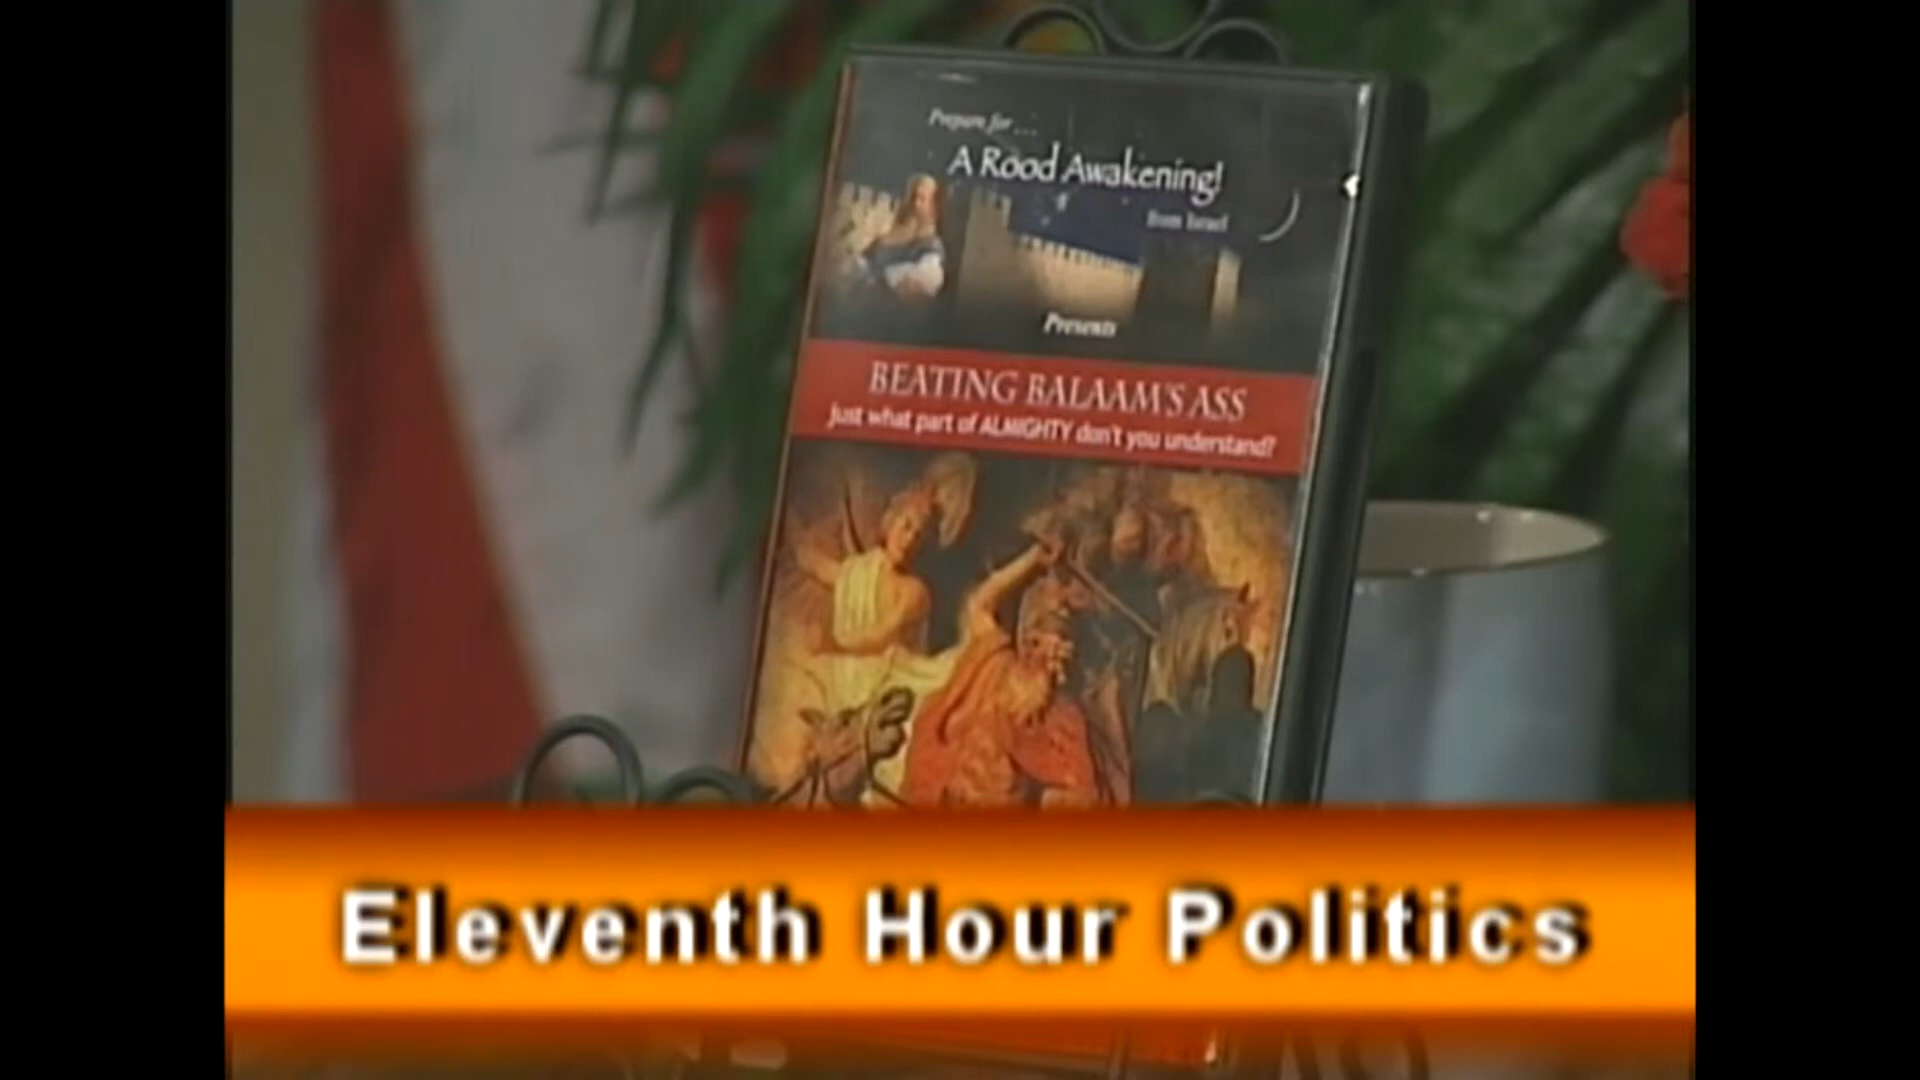 Prepare for...
A Rood Awakening!
from Israel
Presents
BEATING BALAAM'S ASS
Just what part of ALMIGHTY don't you understand?
Eleventh Hour Politics